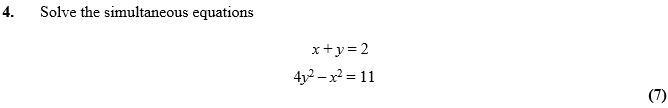 4. Solve the simultaneous equations
x + y = 2
4y² – x² = 11
(7)